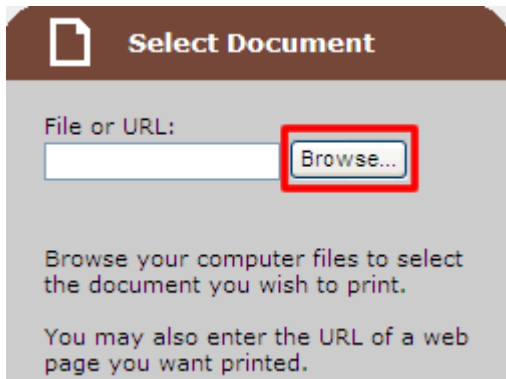 Select Document
File or URL:
Browse...
Browse your computer files to select
the document you wish to print.
You may also enter the URL of a web
page you want printed.